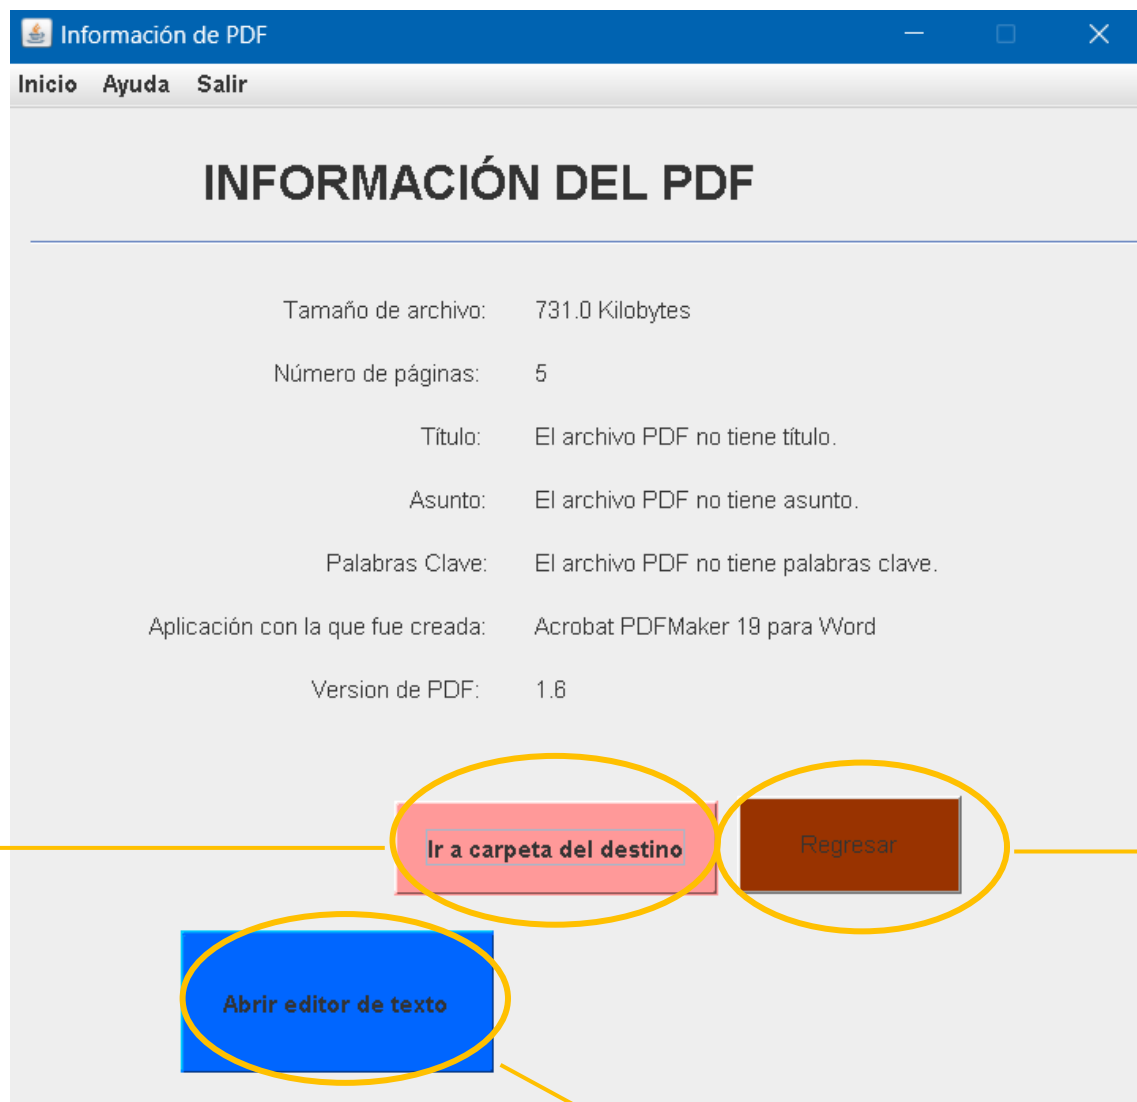 Información de PDF
Inicio Ayuda Salir
INFORMACIÓN DEL PDF
Tamaño de archivo: 731.0 Kilobytes
Número de páginas: 5
Título: El archivo PDF no tiene título.
Asunto: El archivo PDF no tiene asunto.
Palabras Clave: El archivo PDF no tiene palabras clave.
Aplicación con la que fue creada: Acrobat PDFMaker 19 para Word
Version de PDF: 1.6
Ir a carpeta del destino Regresar
Abrir editor de texto